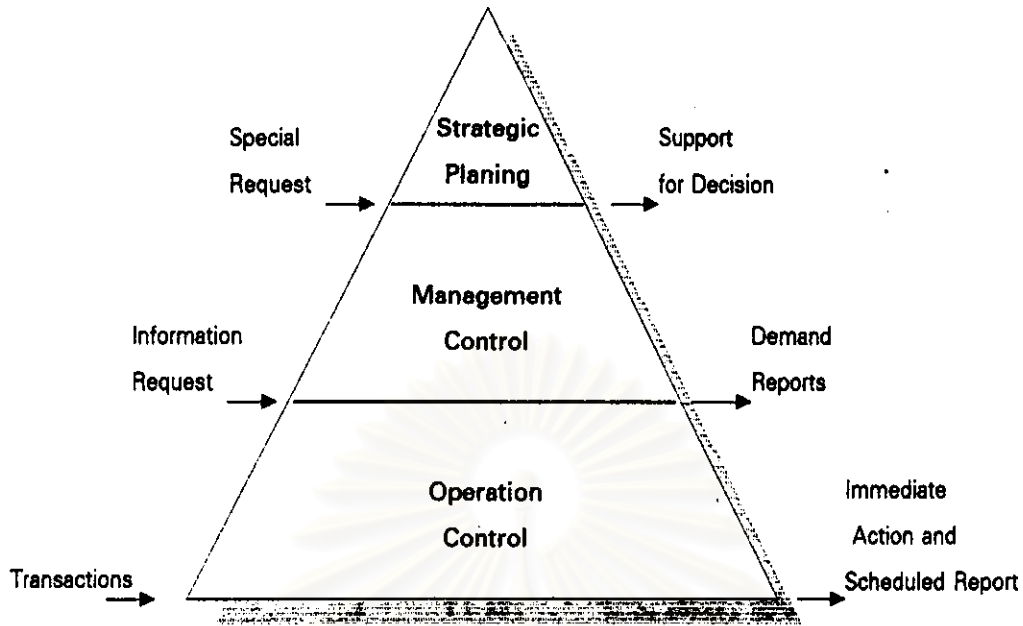 Special
Request
Strategic
Planing
Support
for Decision
Information
Request
Management
Control
Demand
Reports
Transactions
Operation
Control
Immediate
Action and
Scheduled Report